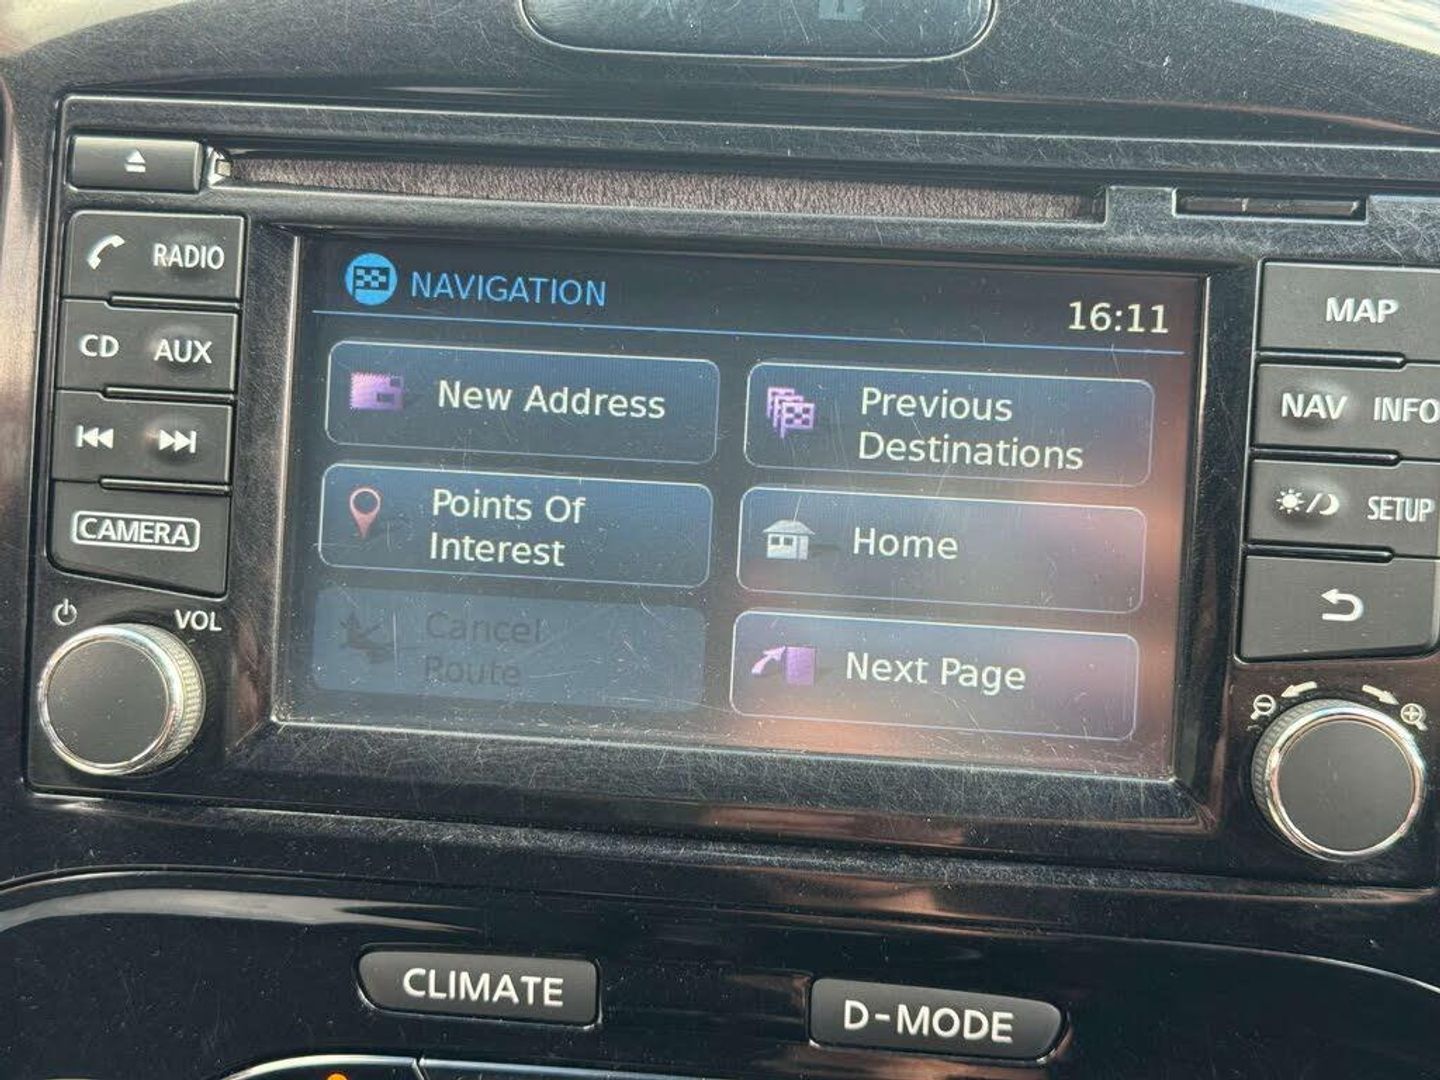 RADIO
CD AUX
CAMERA
VOL
NAVIGATION
16:11
New Address
Previous
Destinations
Points Of
Interest
Home
Cancel
Route
Next Page
MAP
NAV INFO
SETUP
CLIMATE
D-MODE